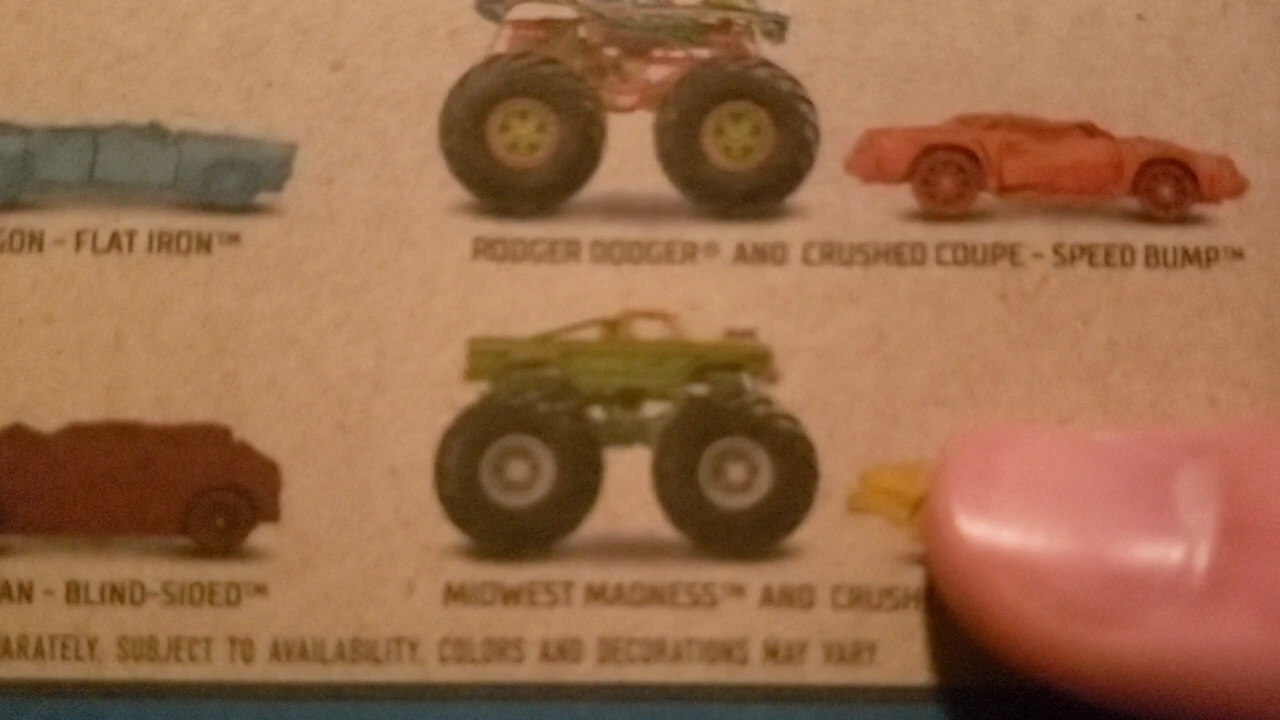 GON - FLAT IRON™
RODGER DODGER® AND CRUSHED COUPE - SPEED BUMP™
AN - BLIND-SIDED™
MIDWEST MADNESS™ AND CRUSH
ARATELY. SUBJECT TO AVAILABILITY. COLORS AND DECORATIONS MAY VARY.